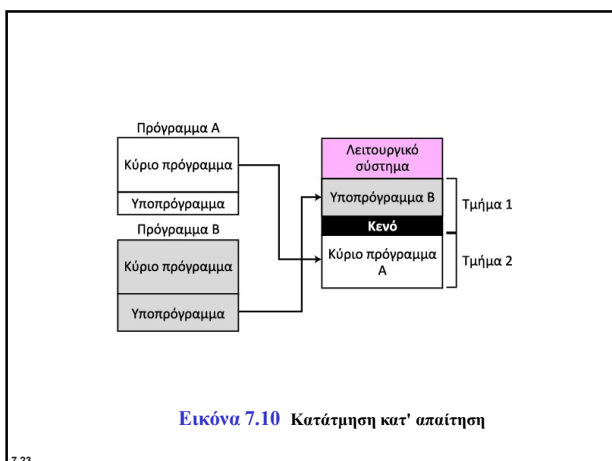 Πρόγραμμα Α
Κύριο πρόγραμμα
Υποπρόγραμμα
Πρόγραμμα Β
Κύριο πρόγραμμα
Υποπρόγραμμα
Λειτουργικό
σύστημα
Υποπρόγραμμα Β
Κενό
Κύριο πρόγραμμα
Α
Τμήμα 1
Τμήμα 2
Εικόνα 7.10 Κατάτμηση κατ' απαίτηση
7.23